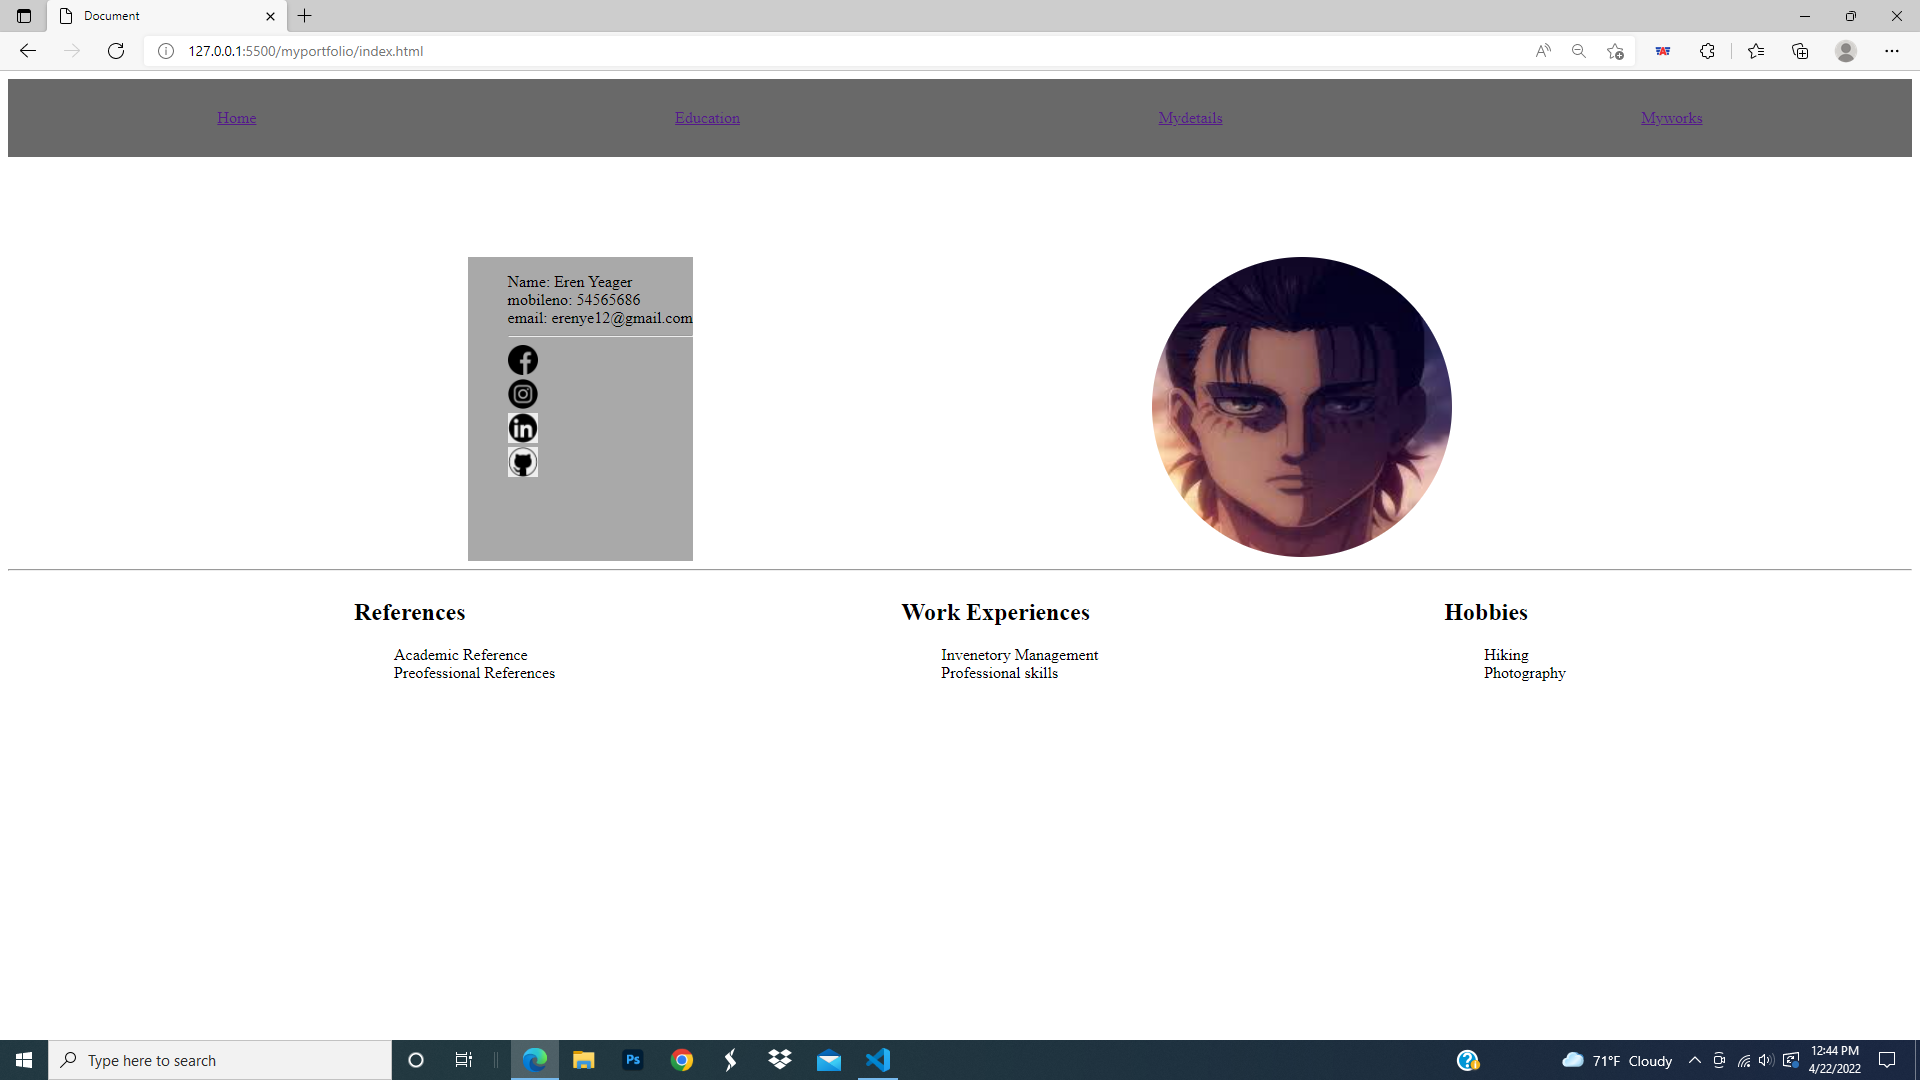 Document
127.0.0.1:5500/myportfolio/index.html
Home Education Mydetails Myworks
Name: Eren Yeager
mobileno: 54565686
email: erenye12@gmail.com
References
Academic Reference
Preofessional References
Work Experiences
Invenetory Management
Professional skills
Hobbies
Hiking
Photography
Type here to search
Ps
71°F Cloudy
12:44 PM
4/22/2022